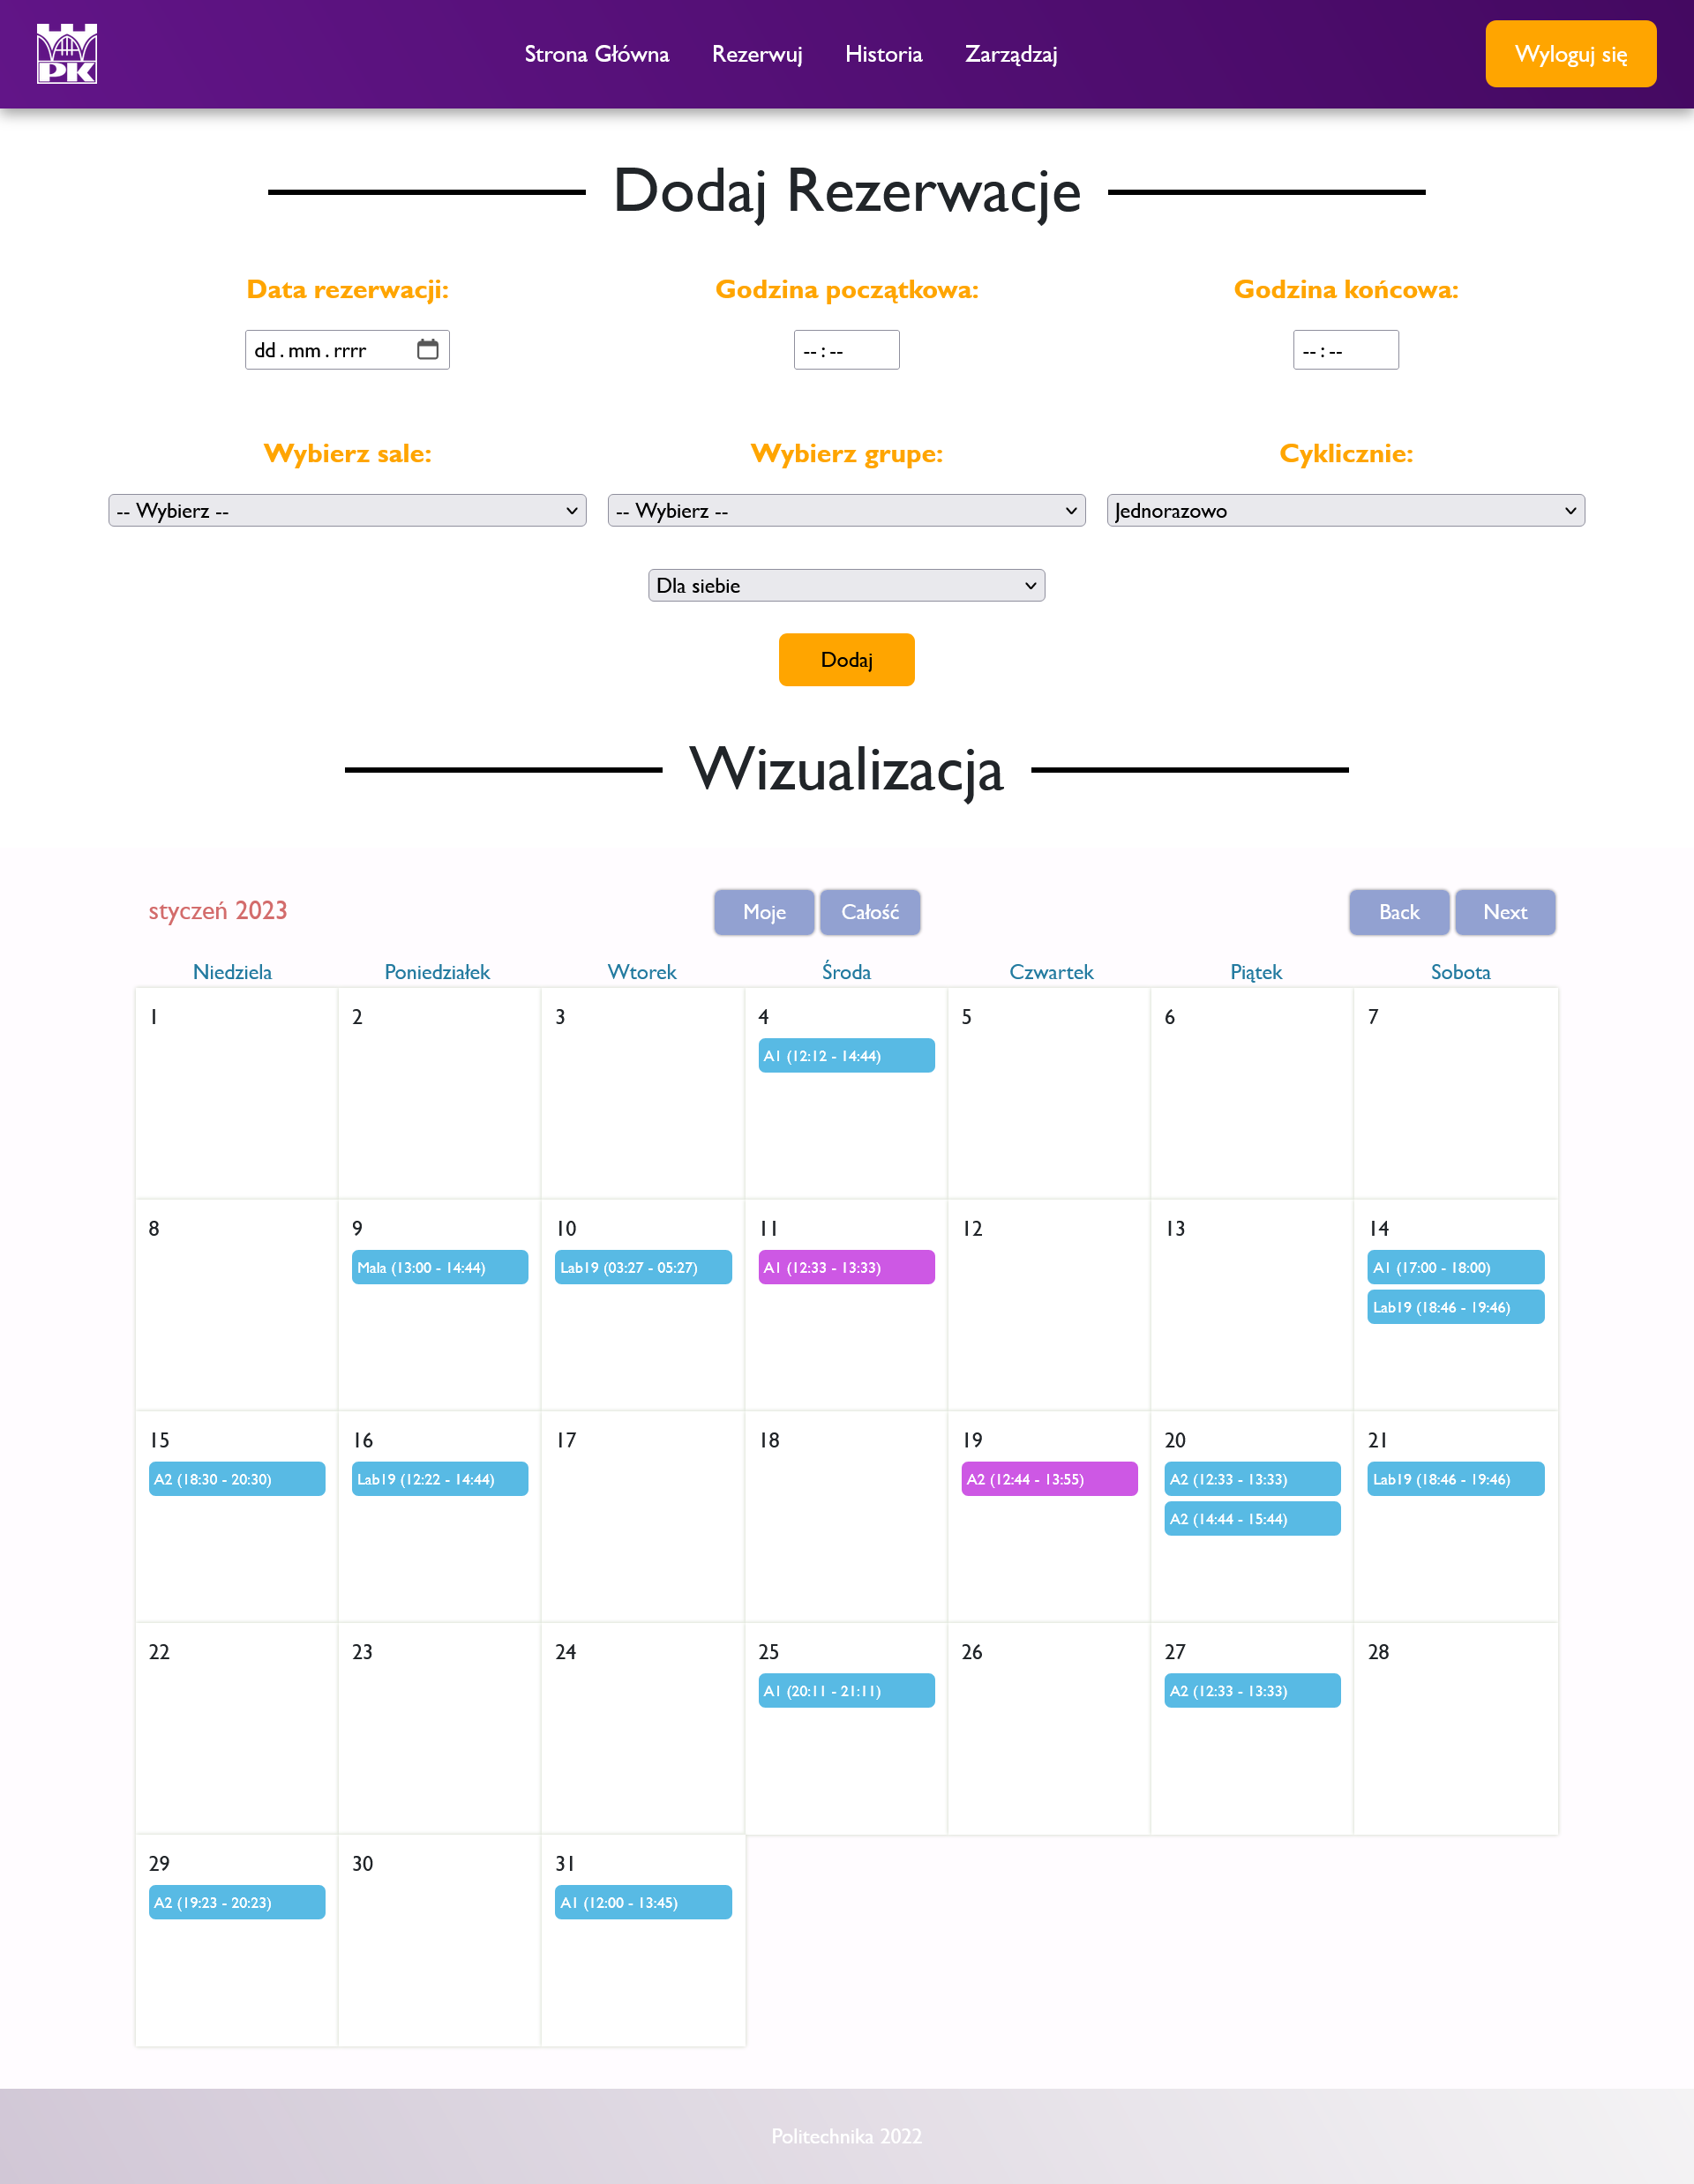 PK
Strona Główna Rezerwuj Historia Zarządzaj Wyloguj się
Dodaj Rezerwacje
Data rezerwacji: Godzina początkowa: Godzina końcowa:
dd.mm.rrrr --:-- --:--
Wybierz sale: Wybierz grupe: Cyklicznie:
-- Wybierz -- -- Wybierz -- Jednorazowo
Dla siebie
Dodaj
Wizualizacja
styczeń 2023 Moje Całość Back Next
Niedziela Poniedziałek Wtorek Środa Czwartek Piątek Sobota
1 2 3 4 5 6 7
A1 (12:12 - 14:44)
8 9 10 11 12 13 14
Mala (13:00 - 14:44) Lab19 (03:27 - 05:27) A1 (12:33 - 13:33) A1 (17:00 - 18:00)
Lab19 (18:46 - 19:46)
15 16 17 18 19 20 21
A2 (18:30 - 20:30) Lab19 (12:22 - 14:44) A2 (12:44 - 13:55) A2 (12:33 - 13:33) Lab19 (18:46 - 19:46)
A2 (14:44 - 15:44)
22 23 24 25 26 27 28
A1 (20:11 - 21:11) A2 (12:33 - 13:33)
29 30 31
A2 (19:23 - 20:23) A1 (12:00 - 13:45)
Politechnika 2022